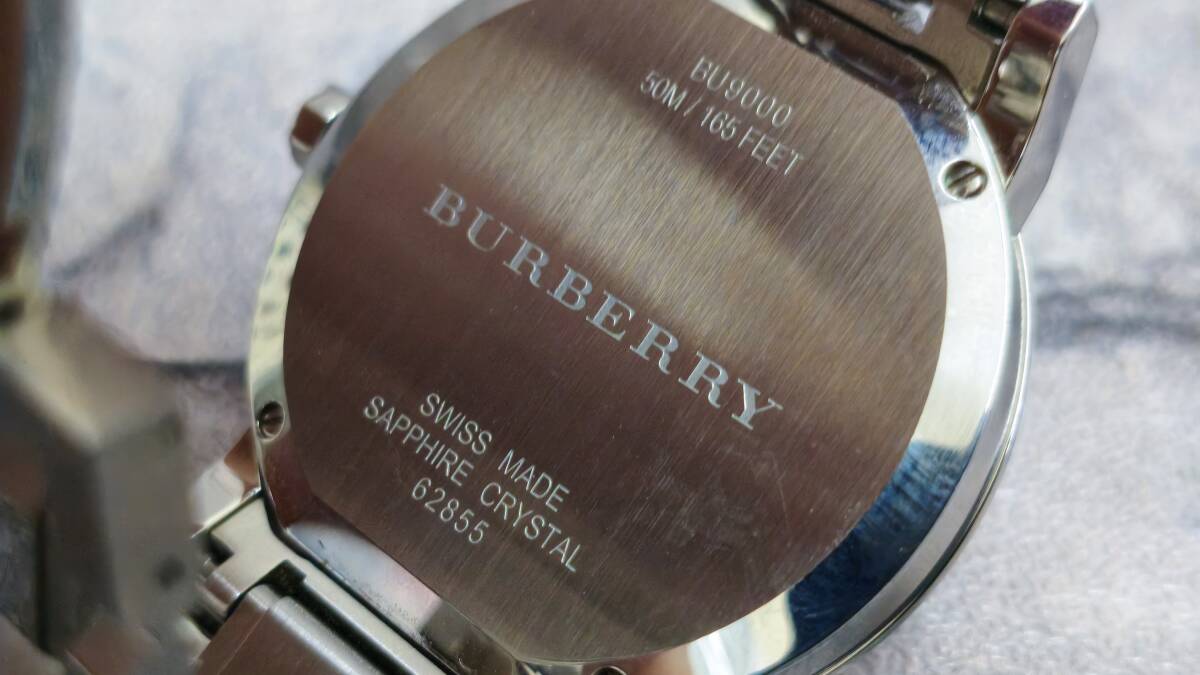 BU9000
50M / 165 FEET
BURBERRY
SWISS MADE
SAPPHIRE CRYSTAL
62855